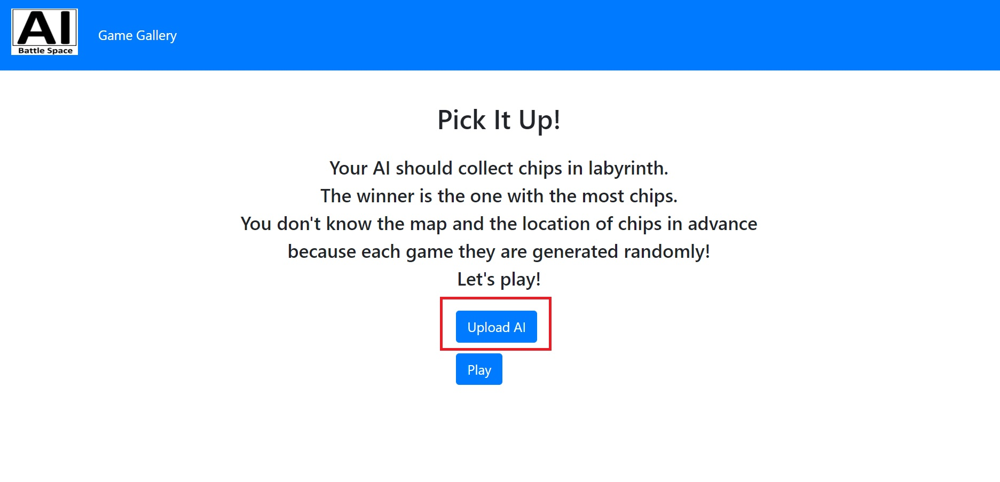 AI
Battle Space
Game Gallery
Pick It Up!
Your AI should collect chips in labyrinth.
The winner is the one with the most chips.
You don't know the map and the location of chips in advance
because each game they are generated randomly!
Let's play!
Upload AI
Play